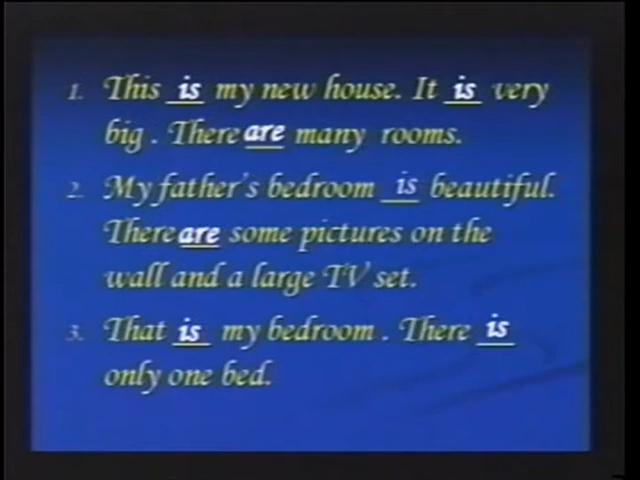 1. This is my new house. It is very
big . There are many rooms.
2. My father's bedroom is beautiful.
There are some pictures on the
wall and a large TV set.
3. That is my bedroom . There is
only one bed.